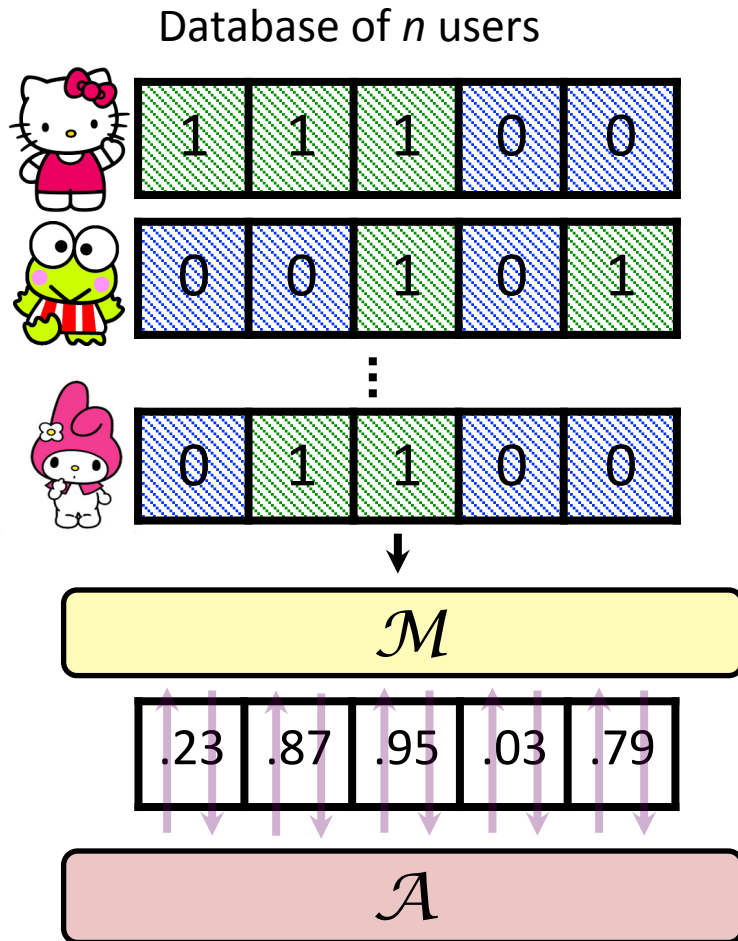 Database of n users
1 1 1 0 0
0 0 1 0 1
⋮
0 1 1 0 0
ℳ
.23 .87 .95 .03 .79
𝒜